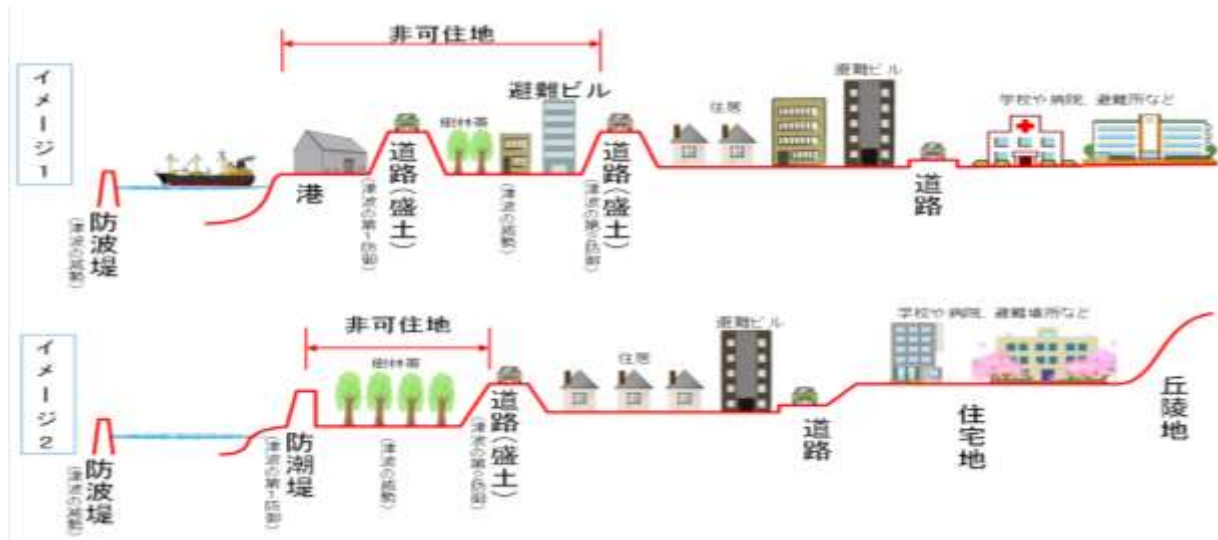 イメージ1
非可住地
避難ビル
樹林帯
住居
避難ビル
学校や病院、避難所など
港
道路(盛土)
道路(盛土)
道路
防波堤
(津波の減勢)
(津波の第1防御)
(津波の減勢)
(津波の第2防御)
イメージ2
非可住地
樹林帯
住居
避難ビル
学校や病院、避難場所など
防波堤
(津波の減勢)
防潮堤
(津波の第1防御)
(津波の減勢)
道路(盛土)
(津波の第2防御)
道路
住宅地
丘陵地